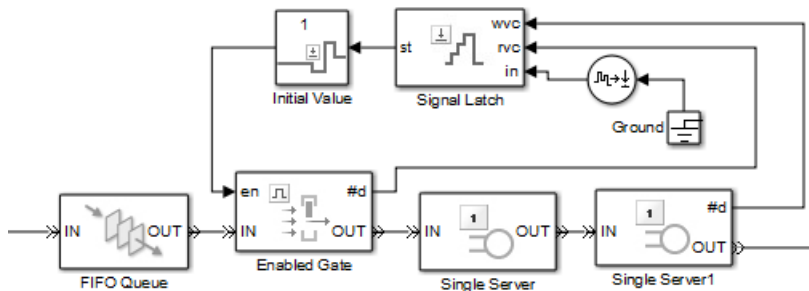 1
Initial Value
st
wvc
rvc
in
Signal Latch
Ground
IN
OUT
FIFO Queue
en
#d
IN
OUT
Enabled Gate
1
IN
OUT
Single Server
1
#d
IN
OUT
Single Server1